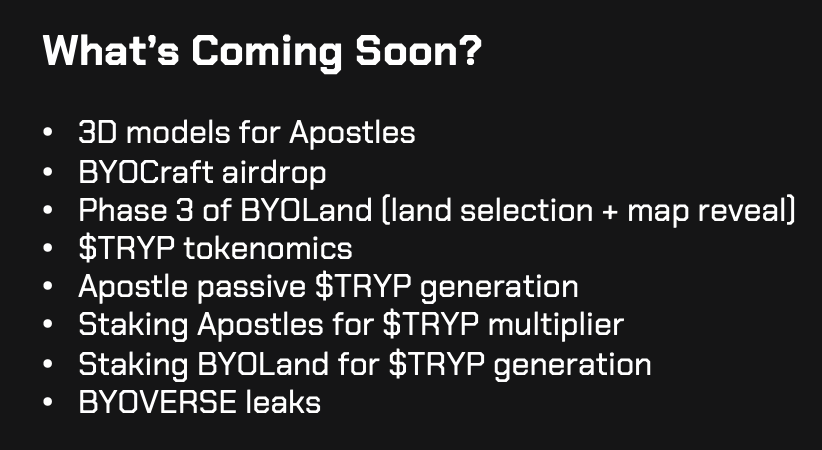 What's Coming Soon?
• 3D models for Apostles
• BYOCraft airdrop
• Phase 3 of BYOLand (land selection + map reveal)
• $TRYP tokenomics
• Apostle passive $TRYP generation
• Staking Apostles for $TRYP multiplier
• Staking BYOLand for $TRYP generation
• BYOVERSE leaks